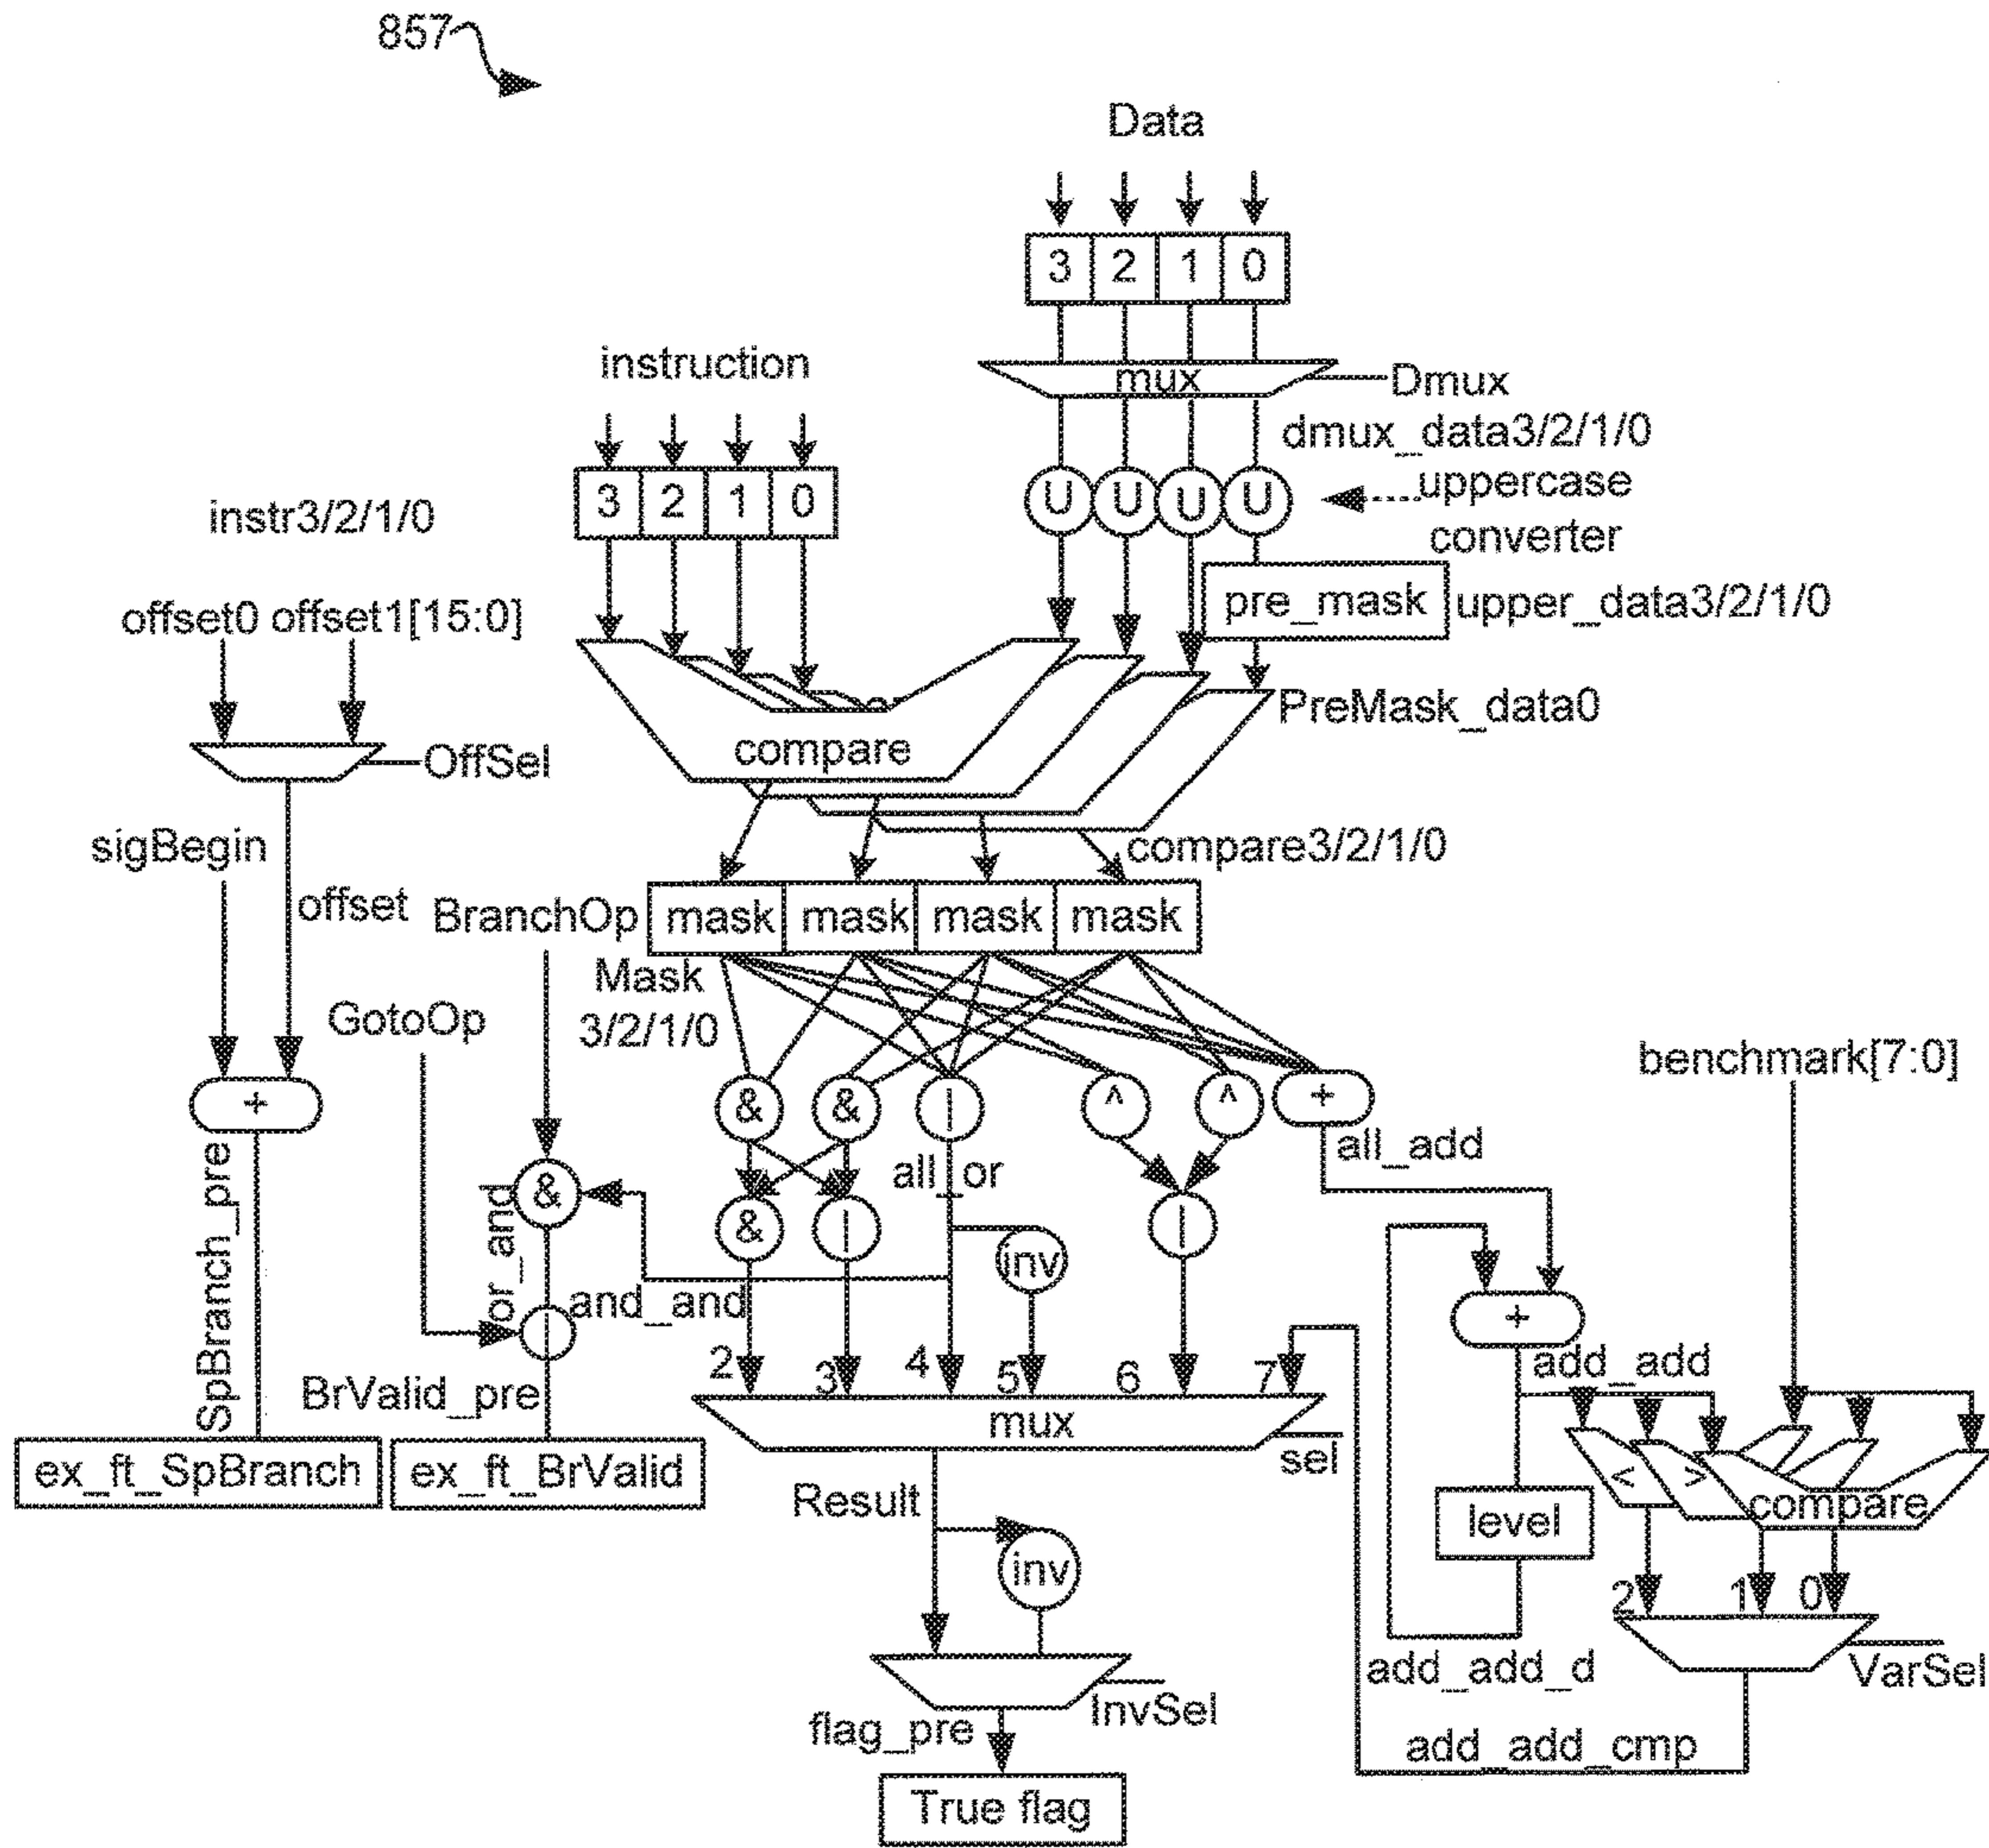 857
Data
3 2 1 0
instruction
mux
Dmux
dmux_data3/2/1/0
3 2 1 0
U U U U
uppercase
converter
instr3/2/1/0
offset0 offset1[15:0]
pre_mask
upper_data3/2/1/0
PreMask_data0
compare
OffSel
sigBegin
compare3/2/1/0
offset
BranchOp
mask mask mask mask
Mask
3/2/1/0
GotoOp
benchmark[7:0]
+
& & | ^ ^ +
all_add
SpBranch_pre
&
or_and
all_or
& | inv |
and_and
|
+
add_add
BrValid_pre
2 3 4 5 6 7
mux
sel
ex_ft_SpBranch
ex_ft_BrValid
< >
compare
Result
level
inv
2 1 0
add_add_d
VarSel
InvSel
flag_pre
add_add_cmp
True flag